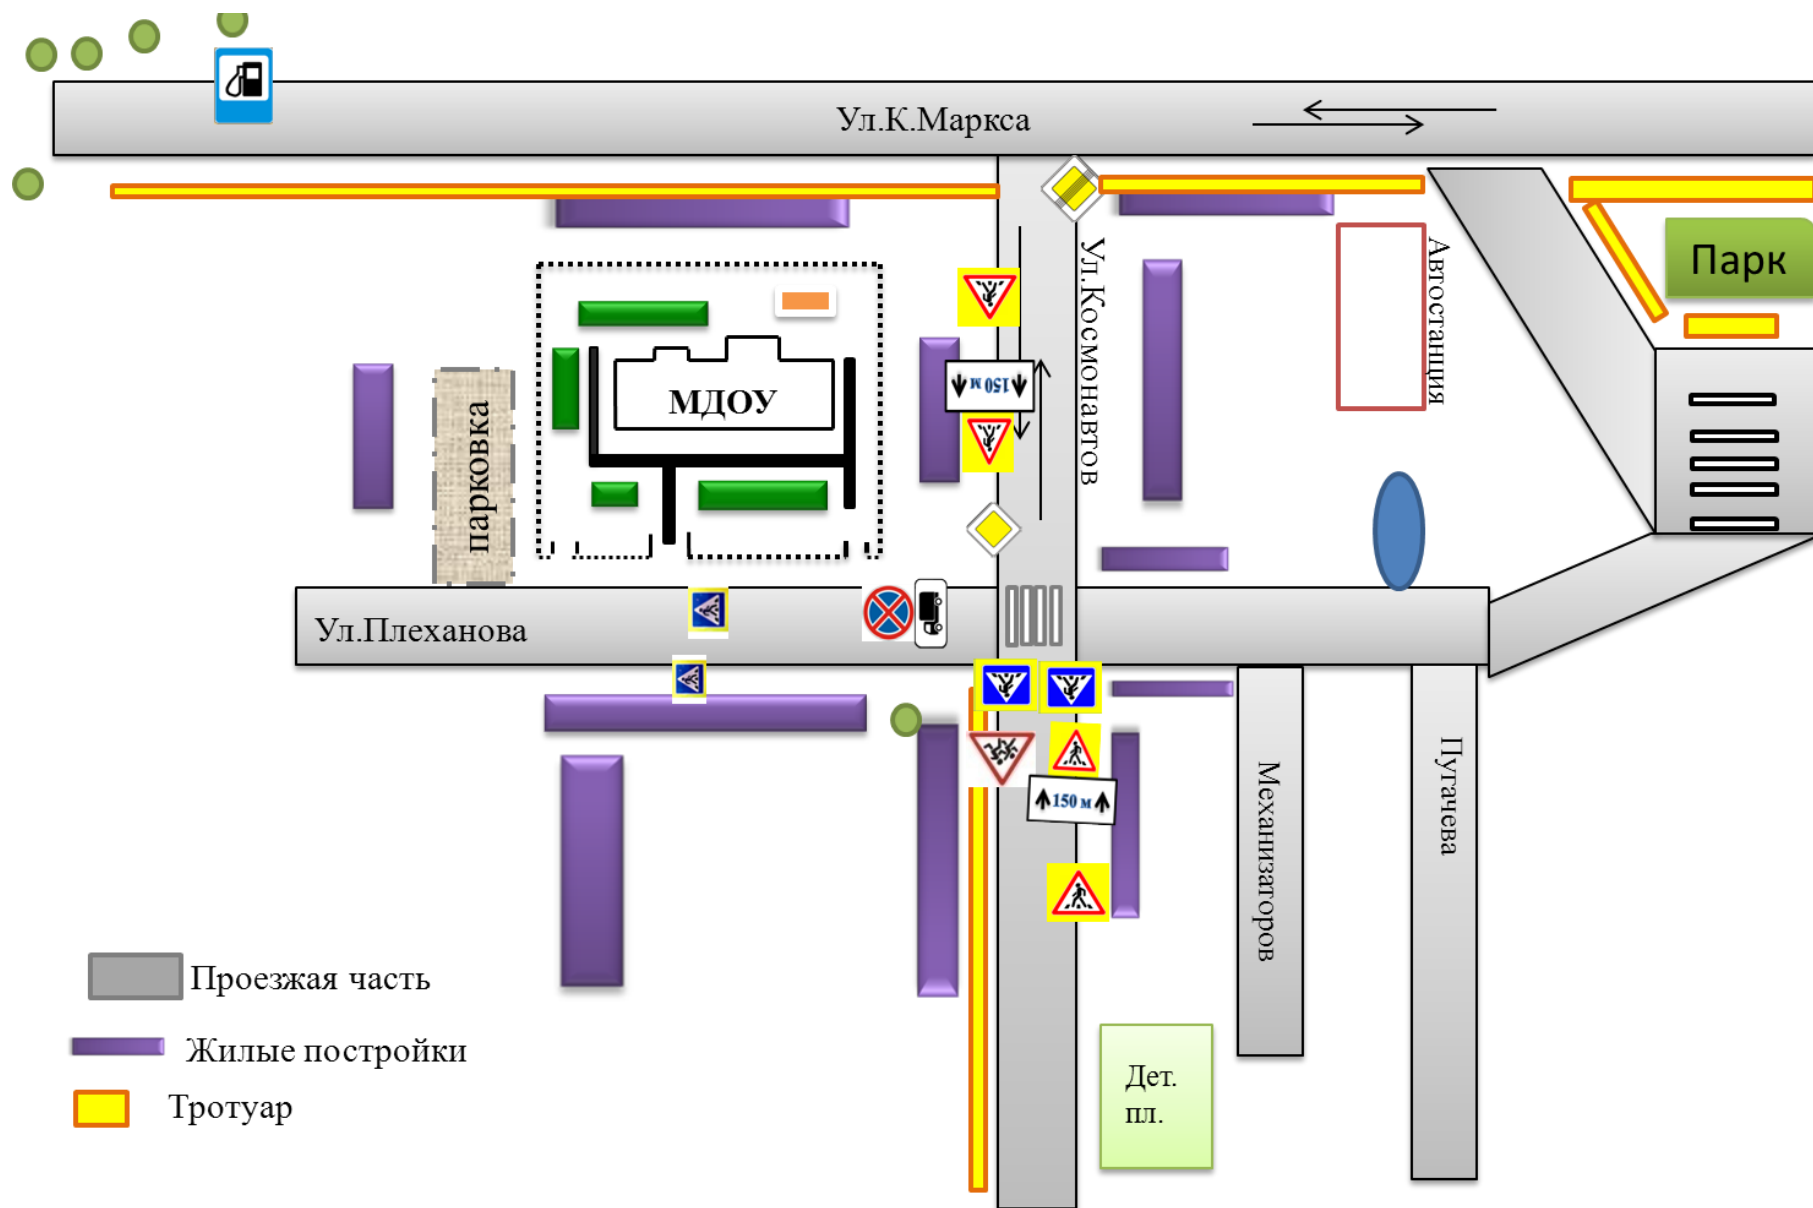 Ул.К.Маркса
Ул.Космонавтов
Автостанция
Парк
МДОУ
150 м
парковка
Ул.Плеханова
150 м
Механизаторов
Пугачева
Дет.
пл.
Проезжая часть
Жилые постройки
Тротуар